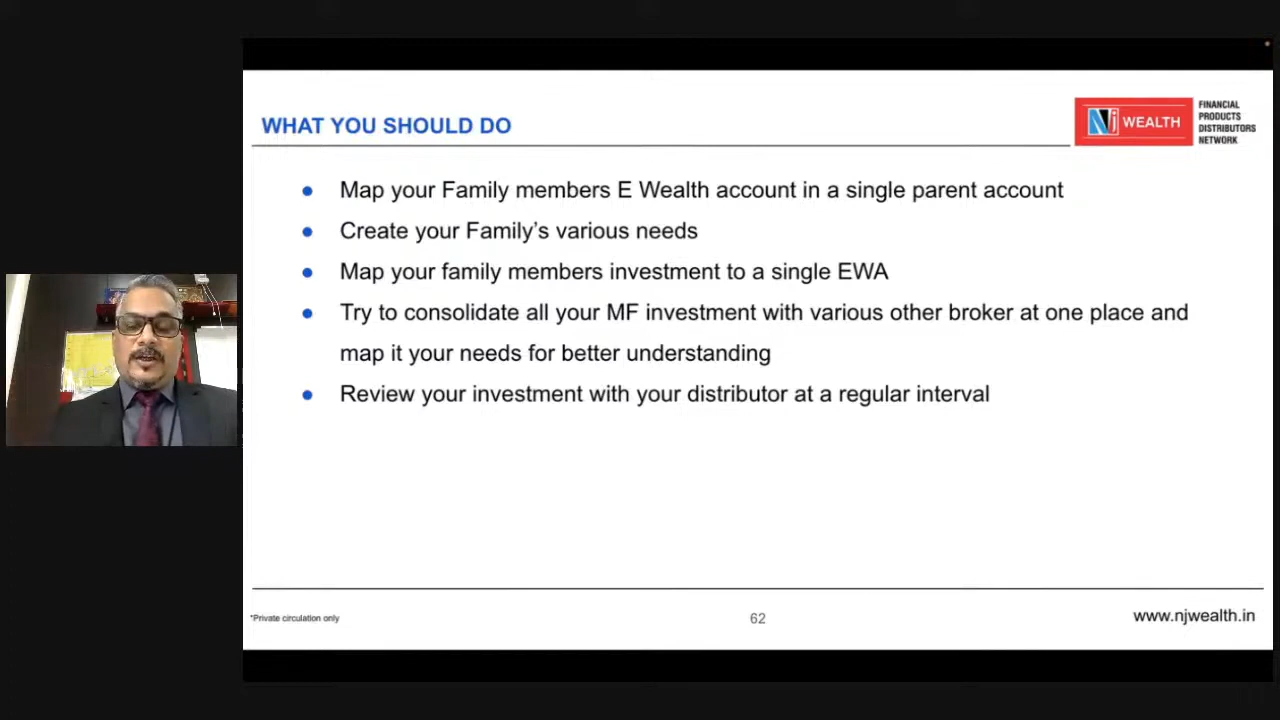 WHAT YOU SHOULD DO
Nj WEALTH
FINANCIAL
PRODUCTS
DISTRIBUTORS
NETWORK
● Map your Family members E Wealth account in a single parent account
● Create your Family’s various needs
● Map your family members investment to a single EWA
● Try to consolidate all your MF investment with various other broker at one place and
map it your needs for better understanding
● Review your investment with your distributor at a regular interval
*Private circulation only
62
www.njwealth.in